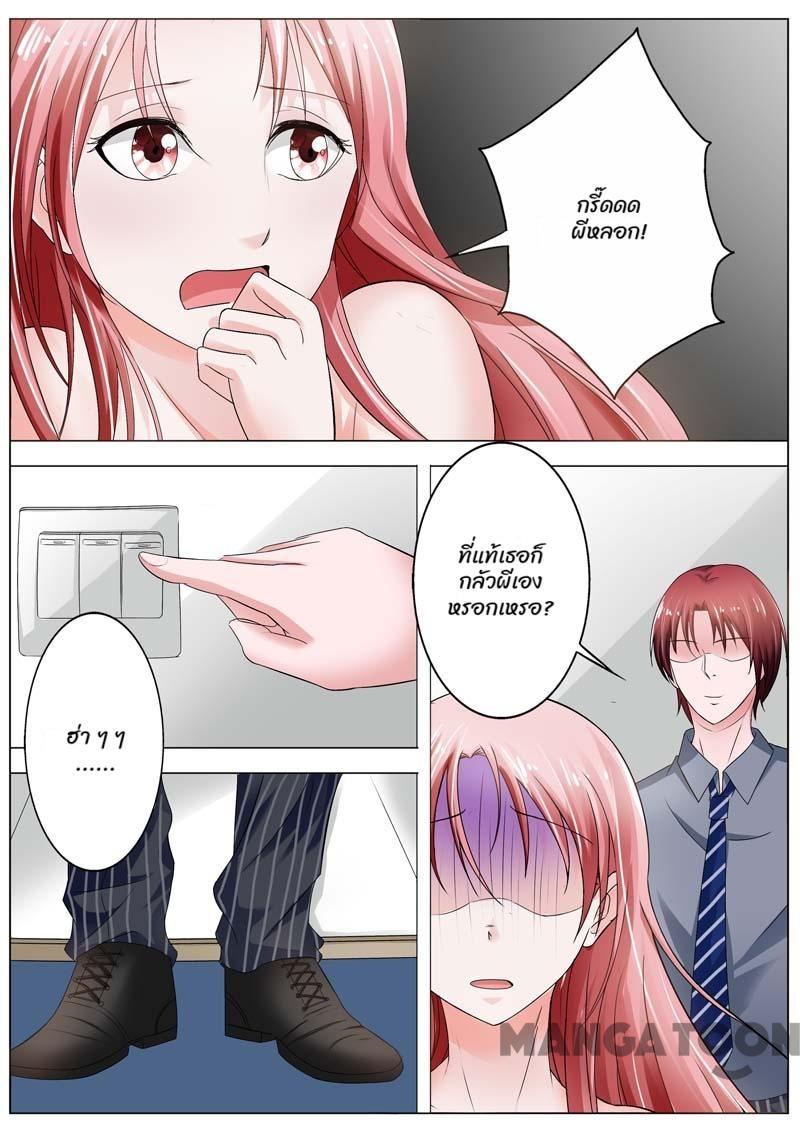 กรี๊ดดด
ผีหลอก!
ฮ่า ๆ ๆ
......
ที่แท้เธอก็
กลัวผีเอง
หรอกเหรอ?
MANGATOON